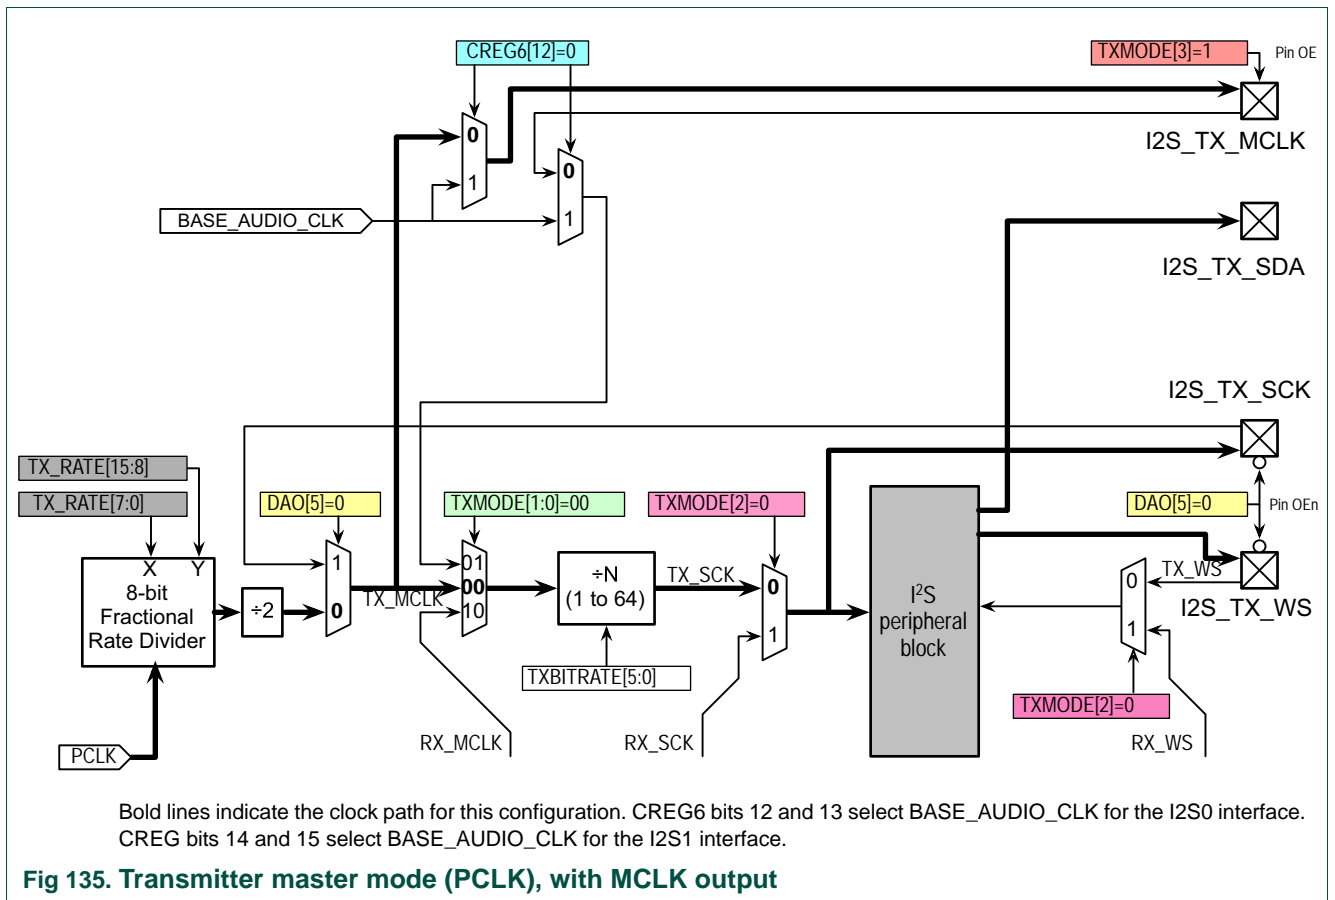 CREG6[12]=0
TXMODE[3]=1
Pin OE
0
1
I2S_TX_MCLK
0
1
BASE_AUDIO_CLK
I2S_TX_SDA
I2S_TX_SCK
TX_RATE[15:8]
TX_RATE[7:0]
DAO[5]=0
TXMODE[1:0]=00
TXMODE[2]=0
DAO[5]=0
Pin OEn
X
Y
8-bit
Fractional
Rate Divider
÷2
1
0
TX_MCLK
01
00
10
÷N
(1 to 64)
TX_SCK
0
1
I²S
peripheral
block
0
1
TX_WS
I2S_TX_WS
TXBITRATE[5:0]
TXMODE[2]=0
PCLK
RX_MCLK
RX_SCK
RX_WS
Bold lines indicate the clock path for this configuration. CREG6 bits 12 and 13 select BASE_AUDIO_CLK for the I2S0 interface.
CREG bits 14 and 15 select BASE_AUDIO_CLK for the I2S1 interface.
Fig 135. Transmitter master mode (PCLK), with MCLK output